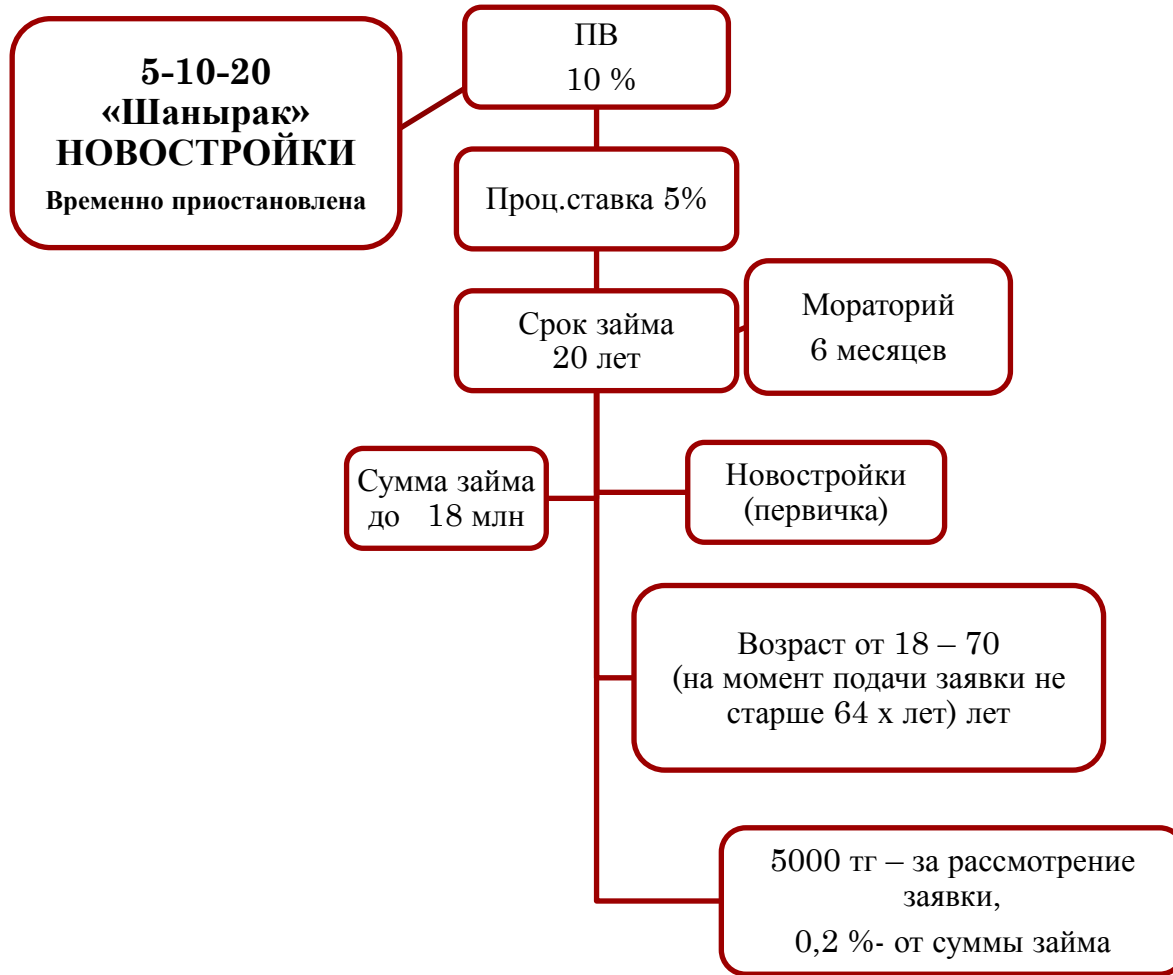 5-10-20
«Шанырак»
НОВОСТРОЙКИ
Временно приостановлена
ПВ
10 %
Проц.ставка 5%
Срок займа
20 лет
Мораторий
6 месяцев
Сумма займа
до 18 млн
Новостройки
(первичка)
Возраст от 18 – 70
(на момент подачи заявки не
старше 64 х лет) лет
5000 тг – за рассмотрение
заявки,
0,2 %- от суммы займа